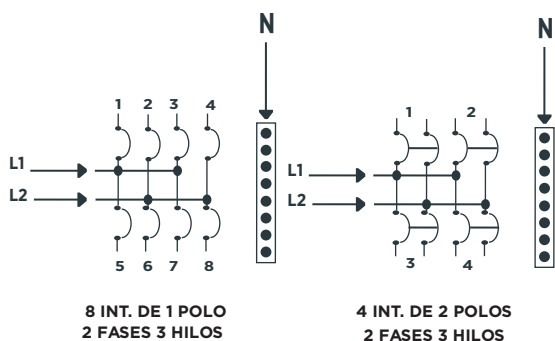 N
1 2 3 4
L1
L2
5 6 7 8
8 INT. DE 1 POLO
2 FASES 3 HILOS
N
1 2
L1
L2
3 4
4 INT. DE 2 POLOS
2 FASES 3 HILOS